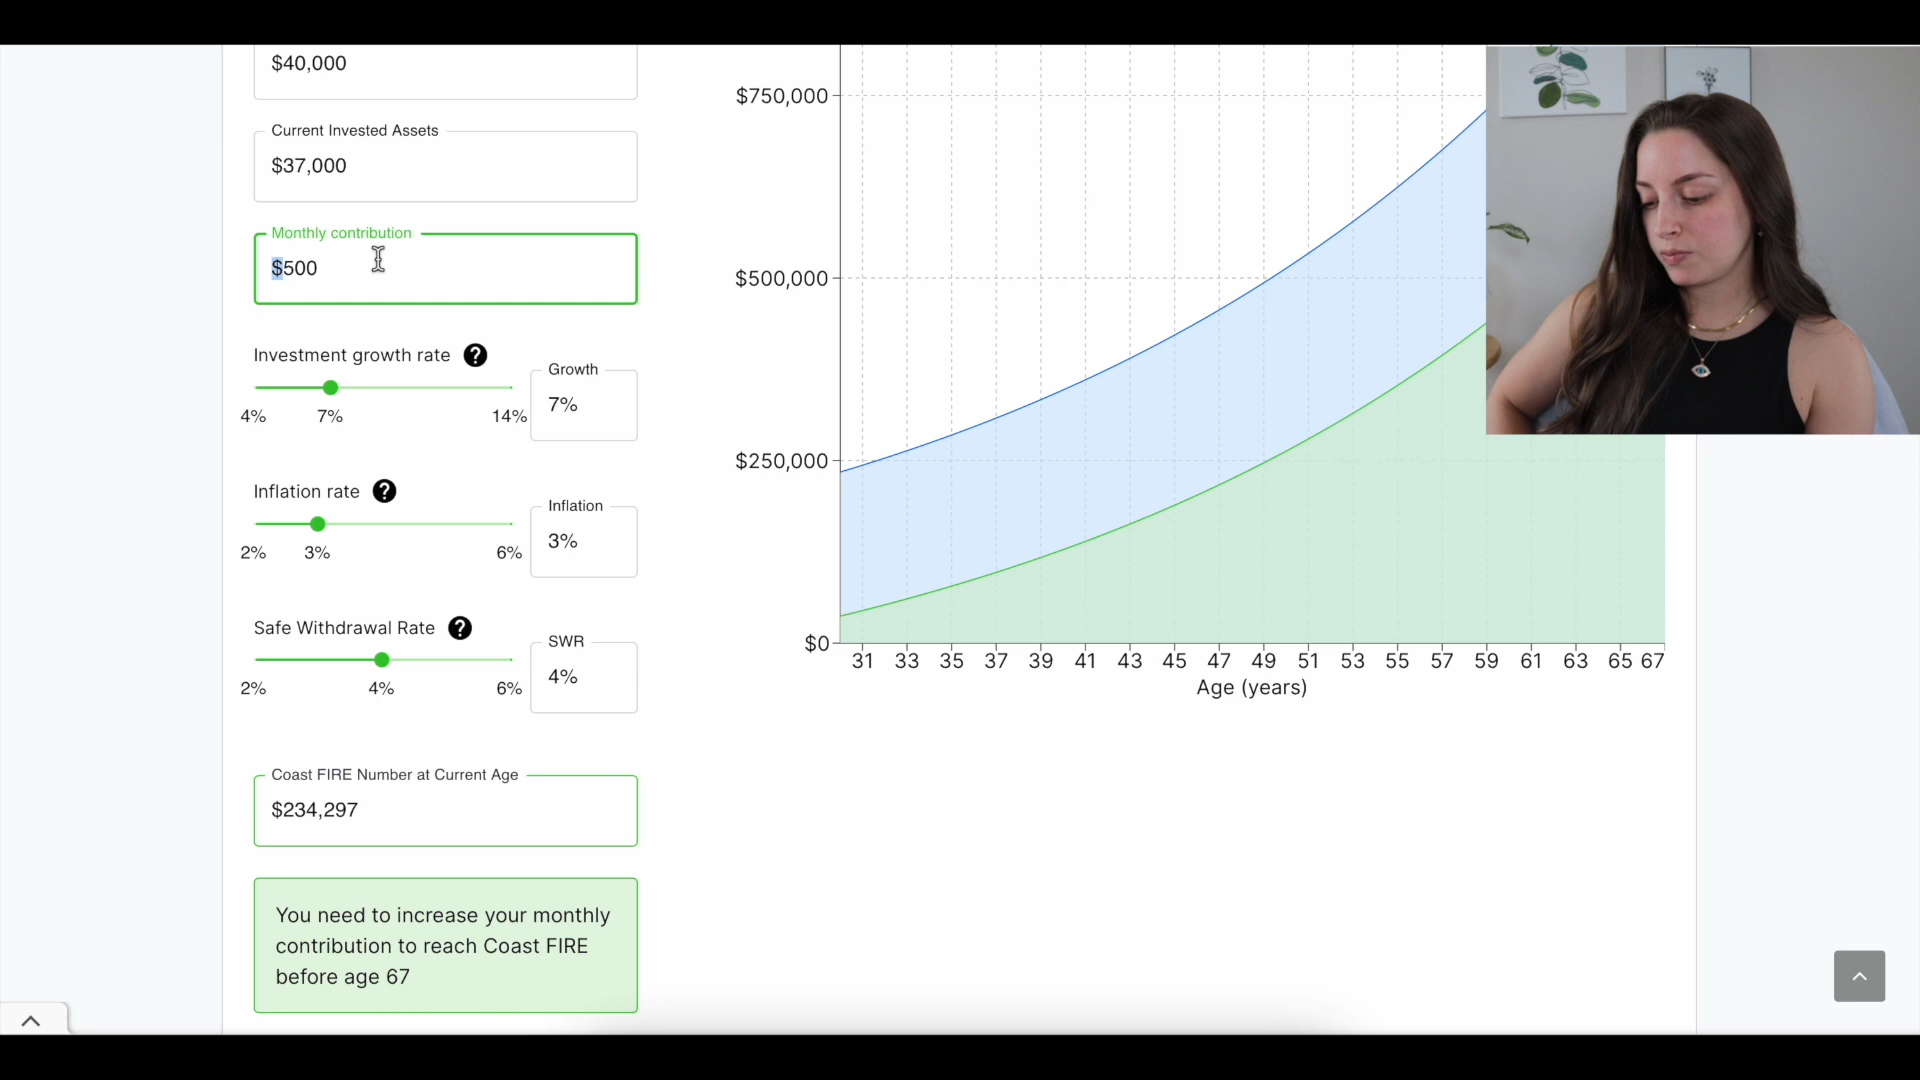 $40,000
Current Invested Assets
$37,000
Monthly contribution
$500
Investment growth rate ?
4% 7% 14%
Growth
7%
Inflation rate ?
2% 3% 6%
Inflation
3%
Safe Withdrawal Rate ?
2% 4% 6%
SWR
4%
Coast FIRE Number at Current Age
$234,297
You need to increase your monthly
contribution to reach Coast FIRE
before age 67
$750,000
$500,000
$250,000
$0
31 33 35 37 39 41 43 45 47 49 51 53 55 57 59 61 63 65 67
Age (years)